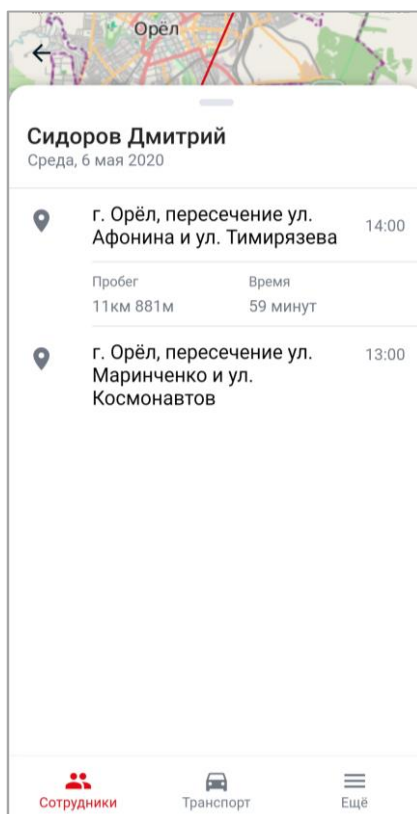 Орёл
Сидоров Дмитрий
Среда, 6 мая 2020
г. Орёл, пересечение ул.
Афонина и ул. Тимирязева
14:00
Пробег
Время
11км 881м
59 минут
г. Орёл, пересечение ул.
Маринченко и ул.
Космонавтов
13:00
Сотрудники
Транспорт
Ещё